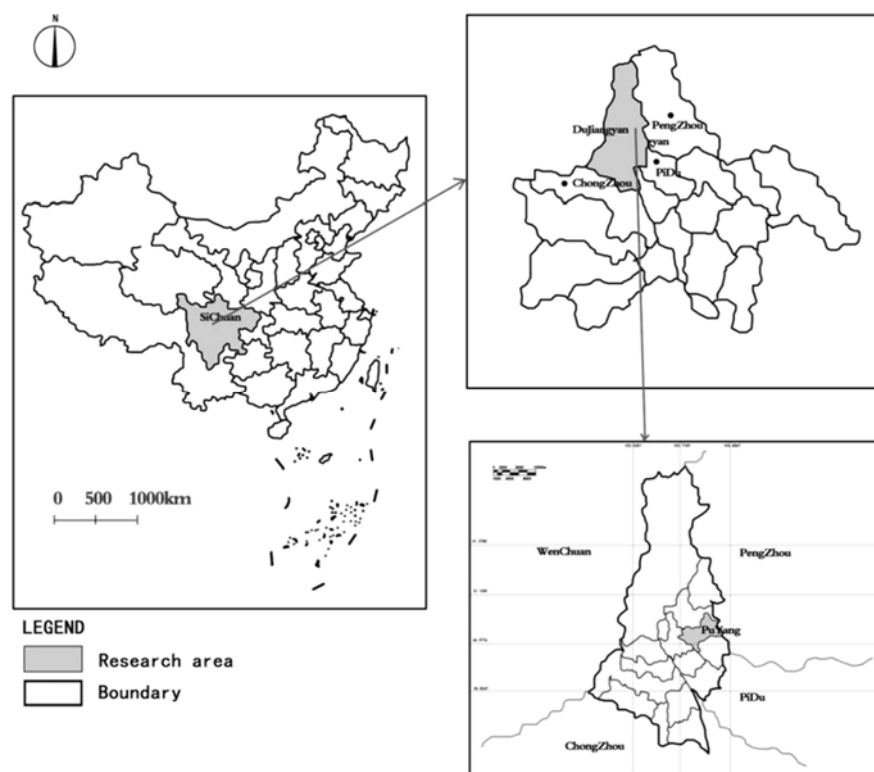 SiChuan
0 500 1000km
LEGEND
Research area
Boundary
DuJiangyan
PengZhou
yan
PiDu
ChongZhou
WenChuan
PengZhou
PuYang
PiDu
ChongZhou